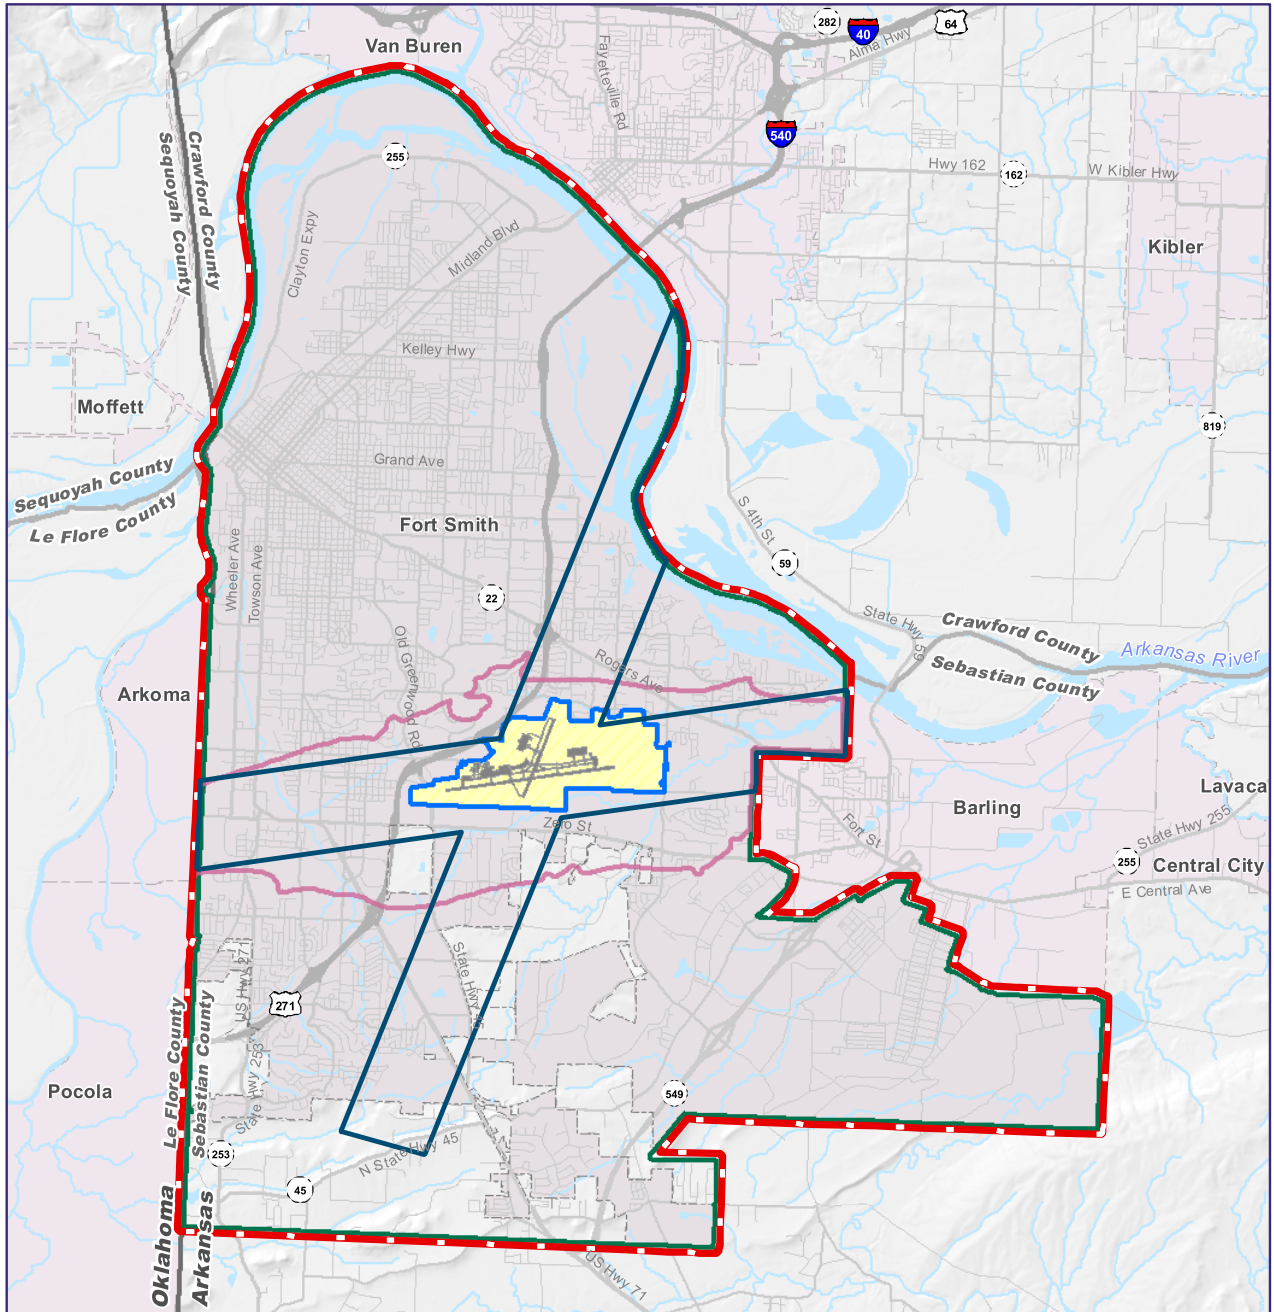 282
40
64
Van Buren
Alma Hwy
Fayetteville Rd
540
Crawford County
Sequoyah County
255
Hwy 162
162
W Kibler Hwy
Clayton Expy
Midland Blvd
Kibler
Kelley Hwy
Moffett
819
Grand Ave
Sequoyah County
Le Flore County
Fort Smith
S 4th St
59
Wheeler Ave
Towson Ave
22
State Hwy 59
Crawford County
Arkansas River
Sebastian County
Old Greenwood Rd
Rogers Ave
Arkoma
Lavaca
Barling
Zero St
Fort St
State Hwy 255
255
Central City
E Central Ave
US Hwy 271
State Hwy 45
271
Le Flore County
Sebastian County
State Hwy 253
Pocola
549
253
N State Hwy 45
45
Oklahoma
Arkansas
US Hwy 71